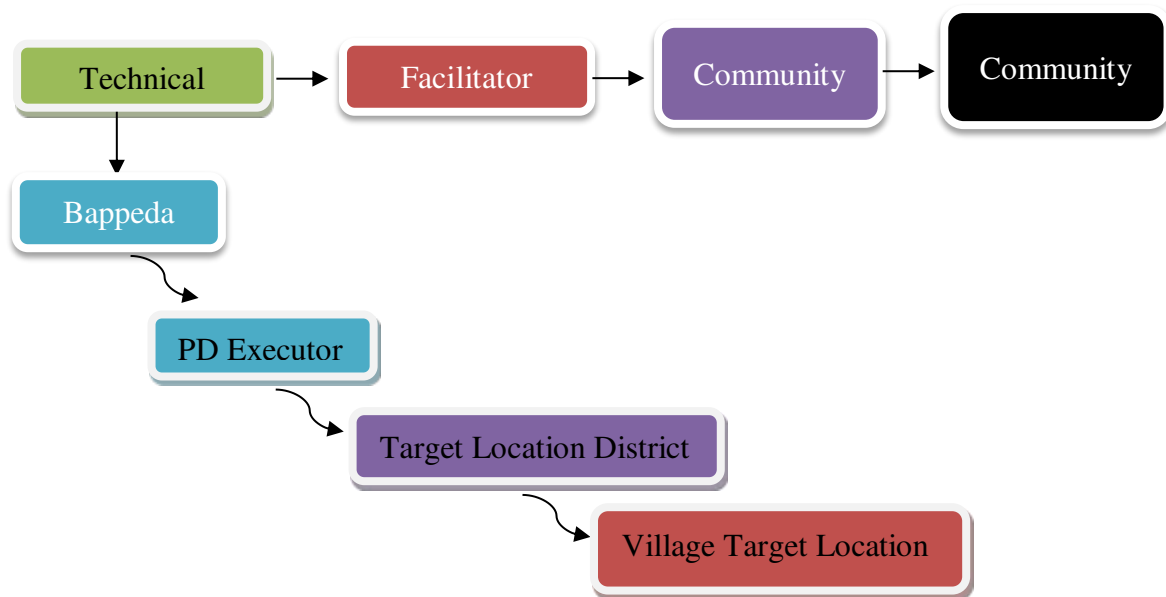 Technical
Facilitator
Community
Community
Bappeda
PD Executor
Target Location District
Village Target Location